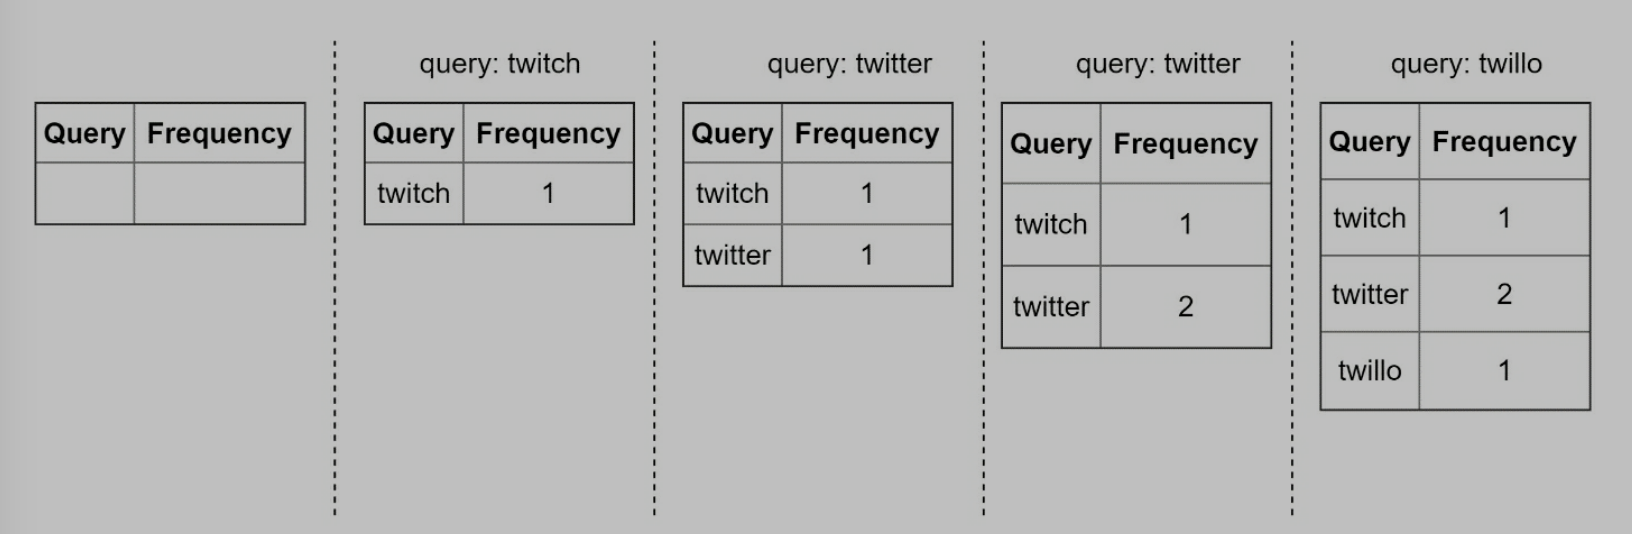 Query Frequency
query: twitch
Query Frequency
twitch 1
query: twitter
Query Frequency
twitch 1
twitter 1
query: twitter
Query Frequency
twitch 1
twitter 2
query: twillo
Query Frequency
twitch 1
twitter 2
twillo 1